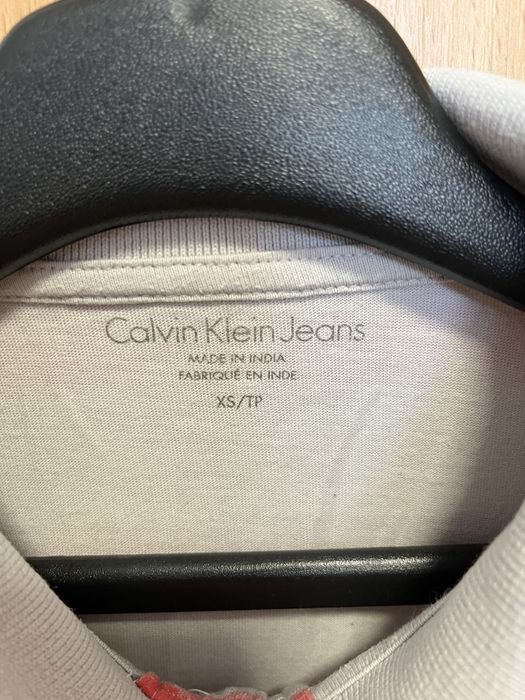 Calvin Klein Jeans
MADE IN INDIA
FABRIQUÉ EN INDE
XS/TP